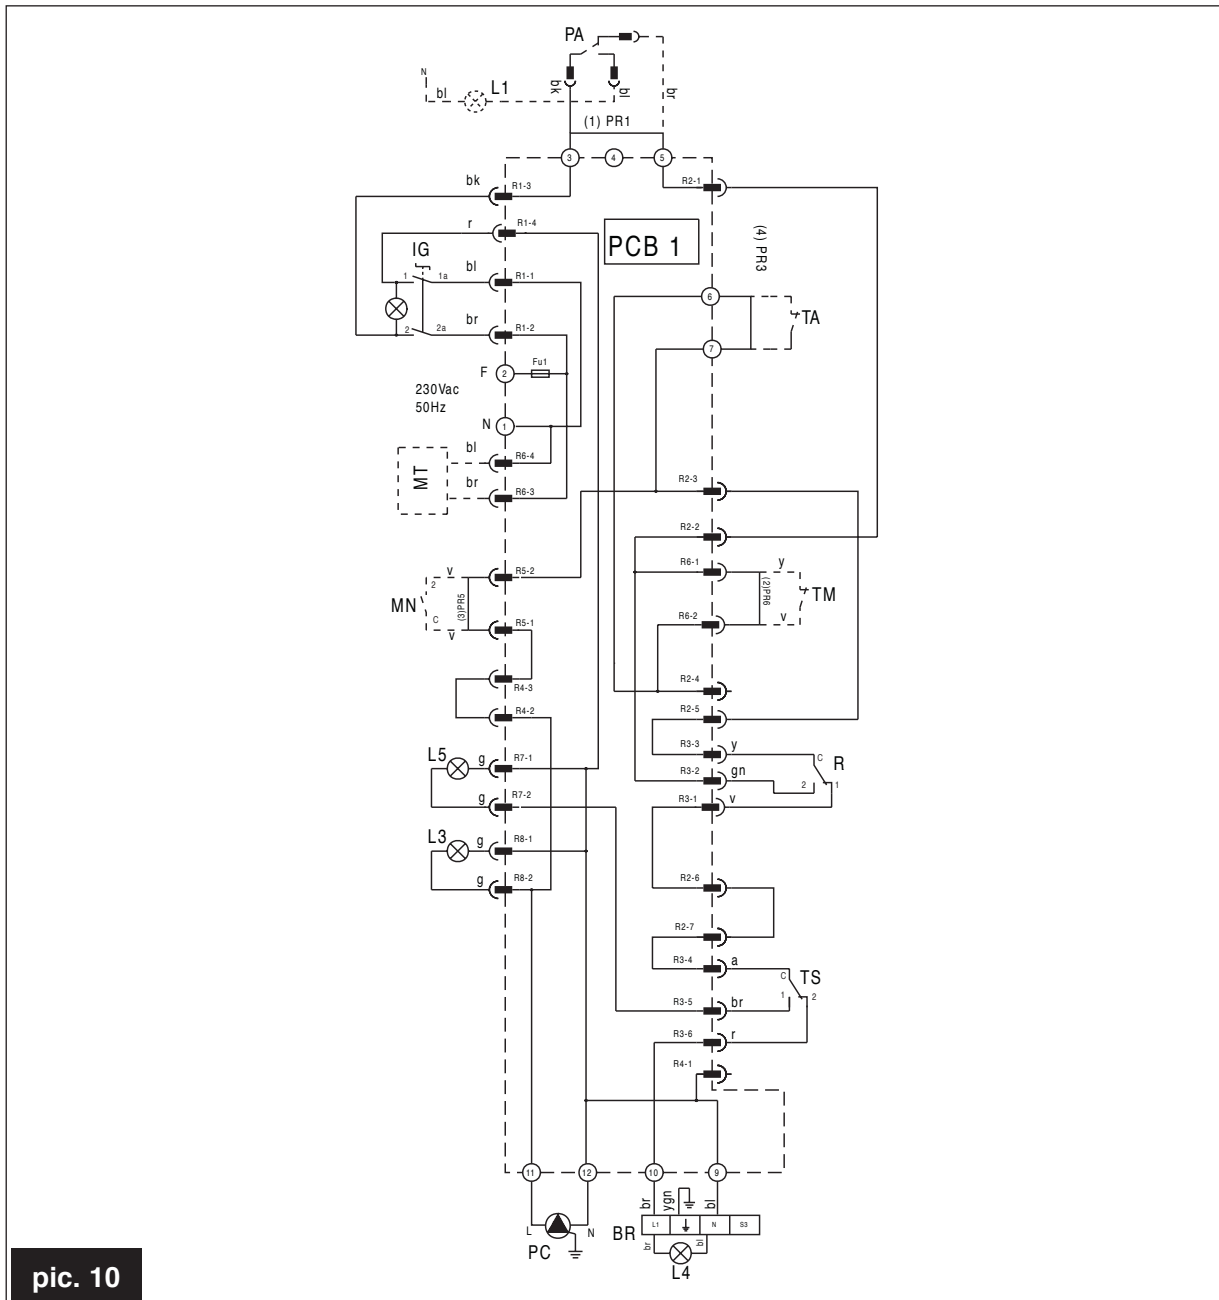 PA
N
bl
L1
bk
bl
br
(1) PR1
3
4
5
bk
R1-3
R2-1
r
R1-4
PCB 1
(4) PR3
IG
bl
1
1a
R1-1
6
TA
br
2
2a
R1-2
7
F
2
Fu1
230Vac
50Hz
N
1
bl
R6-4
MT
br
R6-3
R2-3
R2-2
v
R5-2
R6-1
y
2
MN
(3)PR5
(2)PR6
TM
C
v
R5-1
R6-2
v
R4-3
R2-4
R4-2
R2-5
L5
g
R7-1
R3-3
y
C
R
R3-2
gn
2
1
g
R7-2
R3-1
v
L3
g
R8-1
g
R8-2
R2-6
R2-7
R3-4
a
C
TS
1
2
R3-5
br
R3-6
r
R4-1
11
12
10
9
br
ygn
bl
L
N
BR
L1
N
S3
PC
br
bl
L4
pic. 10